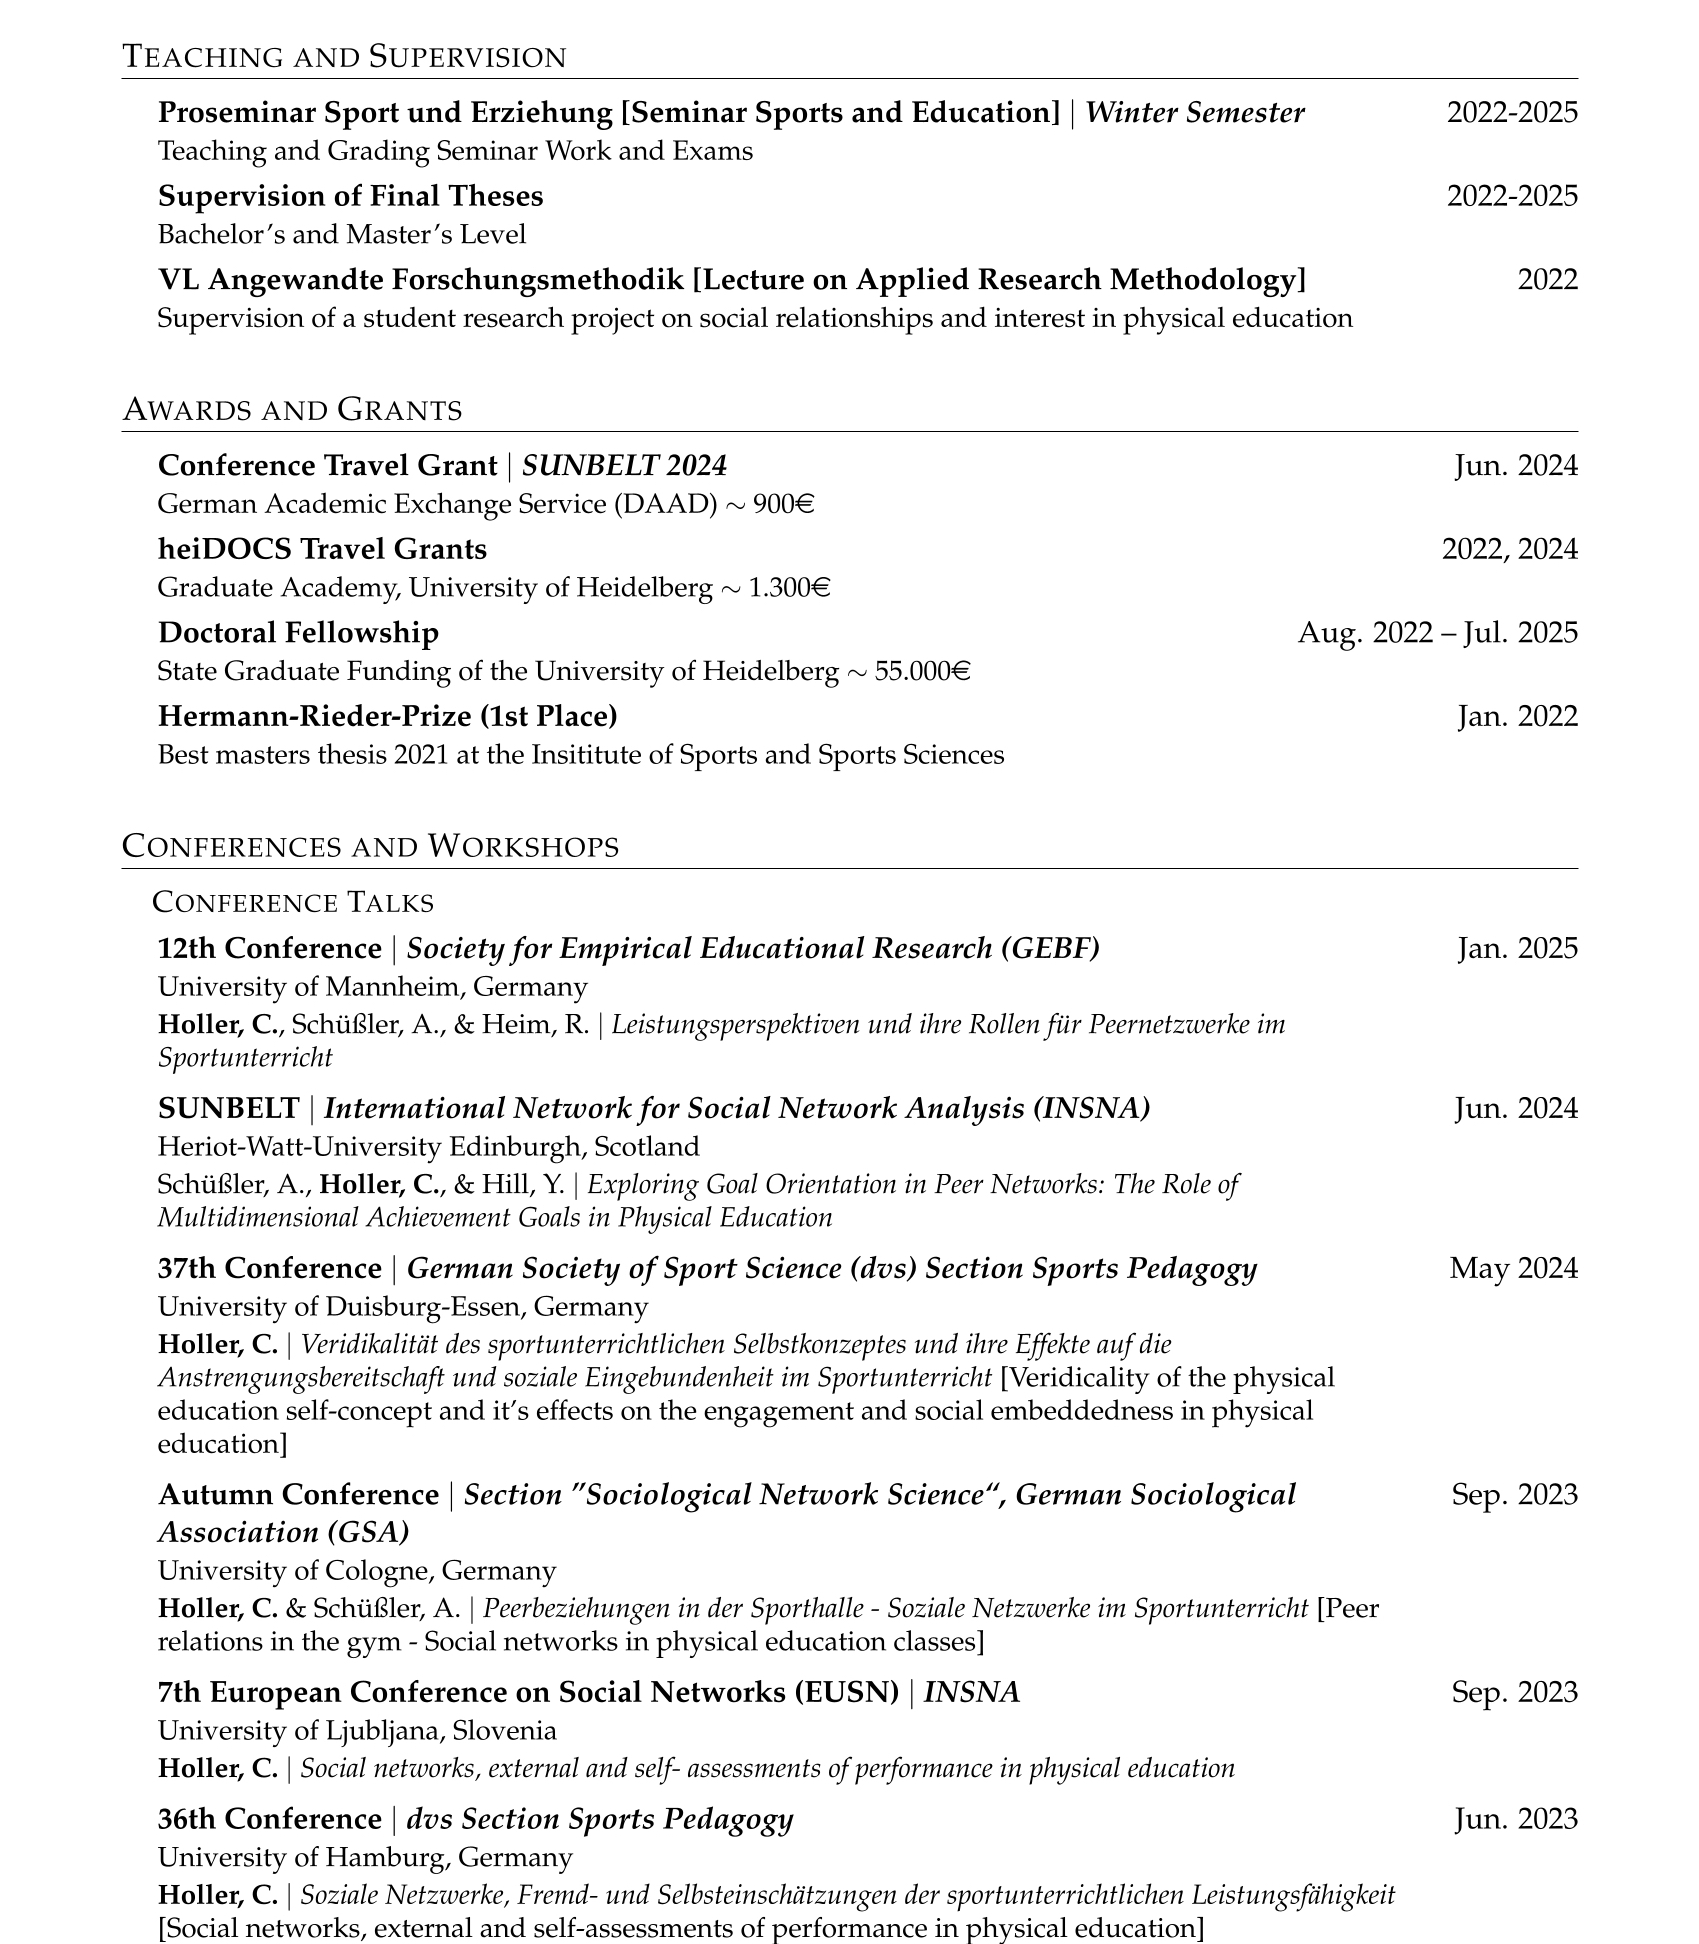 TEACHING AND SUPERVISION
Proseminar Sport und Erziehung [Seminar Sports and Education] | Winter Semester 2022-2025
Teaching and Grading Seminar Work and Exams
Supervision of Final Theses 2022-2025
Bachelor's and Master's Level
VL Angewandte Forschungsmethodik [Lecture on Applied Research Methodology] 2022
Supervision of a student research project on social relationships and interest in physical education
AWARDS AND GRANTS
Conference Travel Grant | SUNBELT 2024 Jun. 2024
German Academic Exchange Service (DAAD) ~ 900€
heiDOCS Travel Grants 2022, 2024
Graduate Academy, University of Heidelberg ~ 1.300€
Doctoral Fellowship Aug. 2022 – Jul. 2025
State Graduate Funding of the University of Heidelberg ~ 55.000€
Hermann-Rieder-Prize (1st Place) Jan. 2022
Best masters thesis 2021 at the Insititute of Sports and Sports Sciences
CONFERENCES AND WORKSHOPS
CONFERENCE TALKS
12th Conference | Society for Empirical Educational Research (GEBF) Jan. 2025
University of Mannheim, Germany
Holler, C., Schüßler, A., & Heim, R. | Leistungsperspektiven und ihre Rollen für Peernetzwerke im
Sportunterricht
SUNBELT | International Network for Social Network Analysis (INSNA) Jun. 2024
Heriot-Watt-University Edinburgh, Scotland
Schüßler, A., Holler, C., & Hill, Y. | Exploring Goal Orientation in Peer Networks: The Role of
Multidimensional Achievement Goals in Physical Education
37th Conference | German Society of Sport Science (dvs) Section Sports Pedagogy May 2024
University of Duisburg-Essen, Germany
Holler, C. | Veridikalität des sportunterrichtlichen Selbstkonzeptes und ihre Effekte auf die
Anstrengungsbereitschaft und soziale Eingebundenheit im Sportunterricht [Veridicality of the physical
education self-concept and it's effects on the engagement and social embeddedness in physical
education]
Autumn Conference | Section ”Sociological Network Science“, German Sociological Sep. 2023
Association (GSA)
University of Cologne, Germany
Holler, C. & Schüßler, A. | Peerbeziehungen in der Sporthalle - Soziale Netzwerke im Sportunterricht [Peer
relations in the gym - Social networks in physical education classes]
7th European Conference on Social Networks (EUSN) | INSNA Sep. 2023
University of Ljubljana, Slovenia
Holler, C. | Social networks, external and self- assessments of performance in physical education
36th Conference | dvs Section Sports Pedagogy Jun. 2023
University of Hamburg, Germany
Holler, C. | Soziale Netzwerke, Fremd- und Selbsteinschätzungen der sportunterrichtlichen Leistungsfähigkeit
[Social networks, external and self-assessments of performance in physical education]